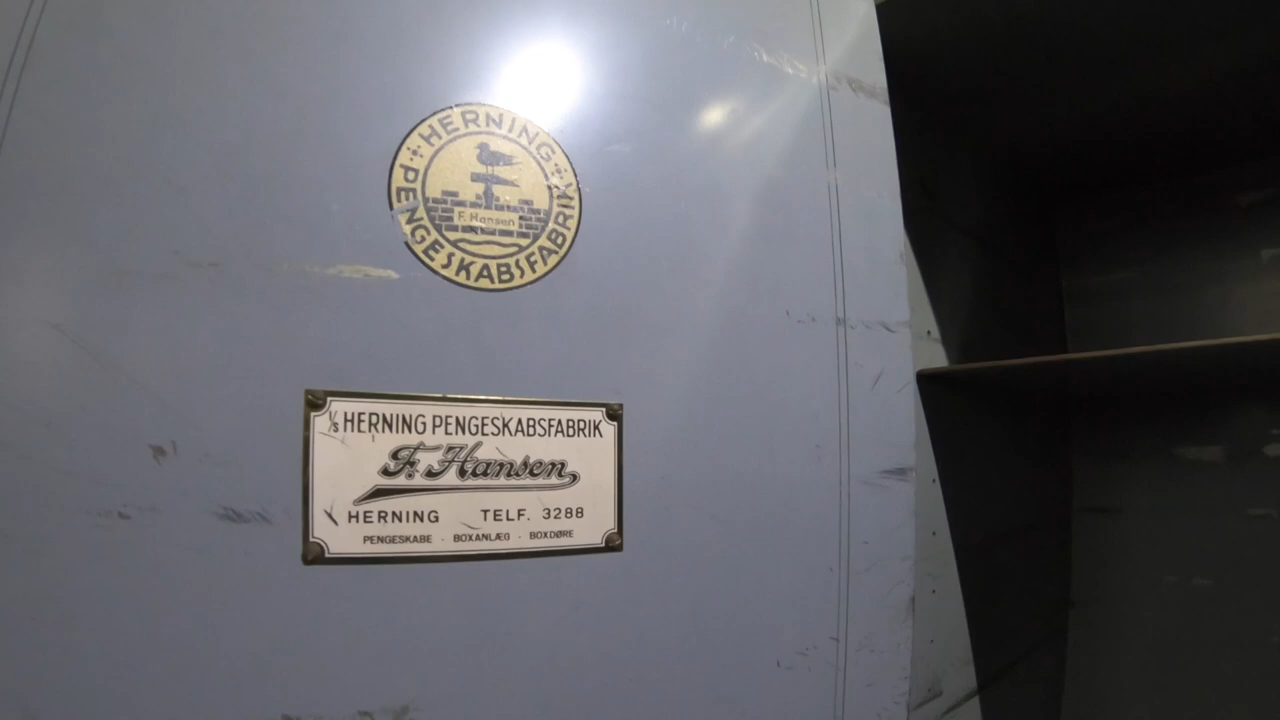 HERNING
PENGESKABSFABRIK
F. Hansen
I/S HERNING PENGESKABSFABRIK
F. Hansen
HERNING TELF. 3288
PENGESKABE - BOXANLÆG - BOXDØRE